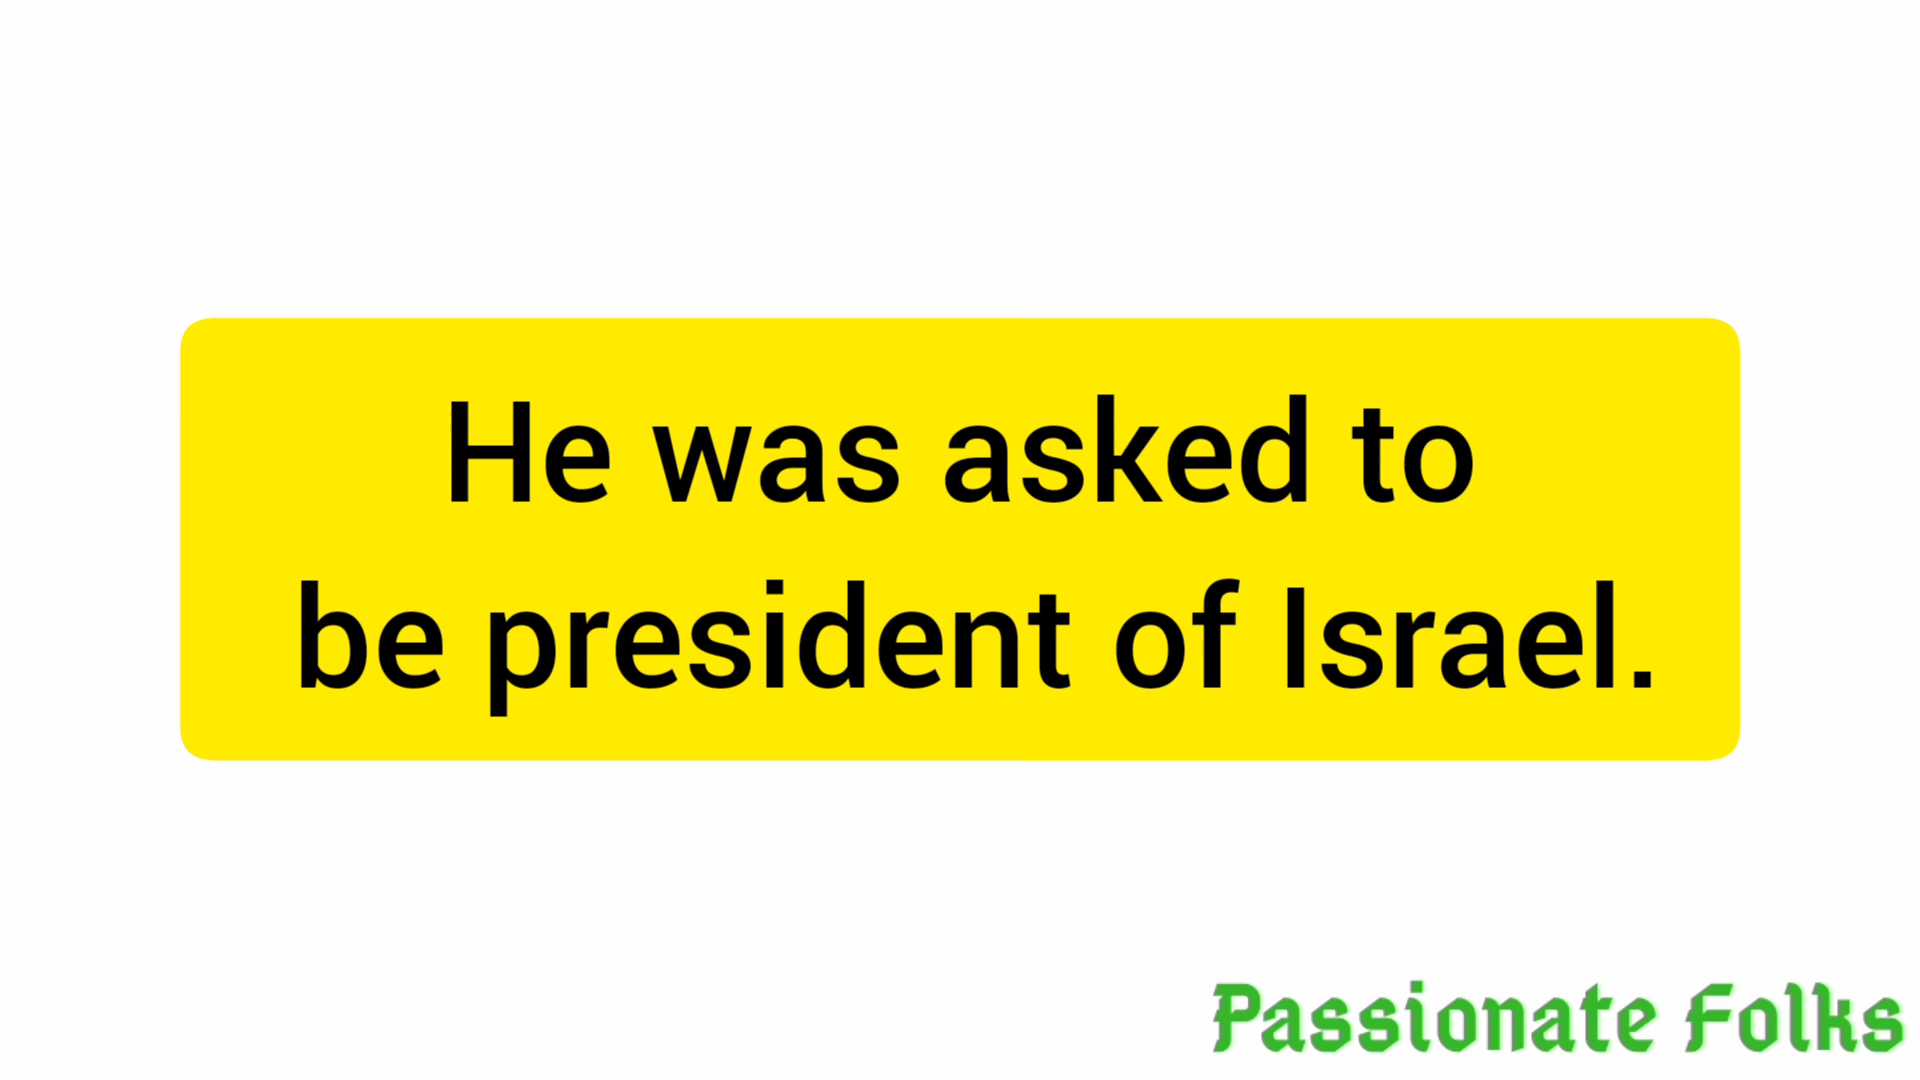 He was asked to
be president of Israel.
Passionate Folks